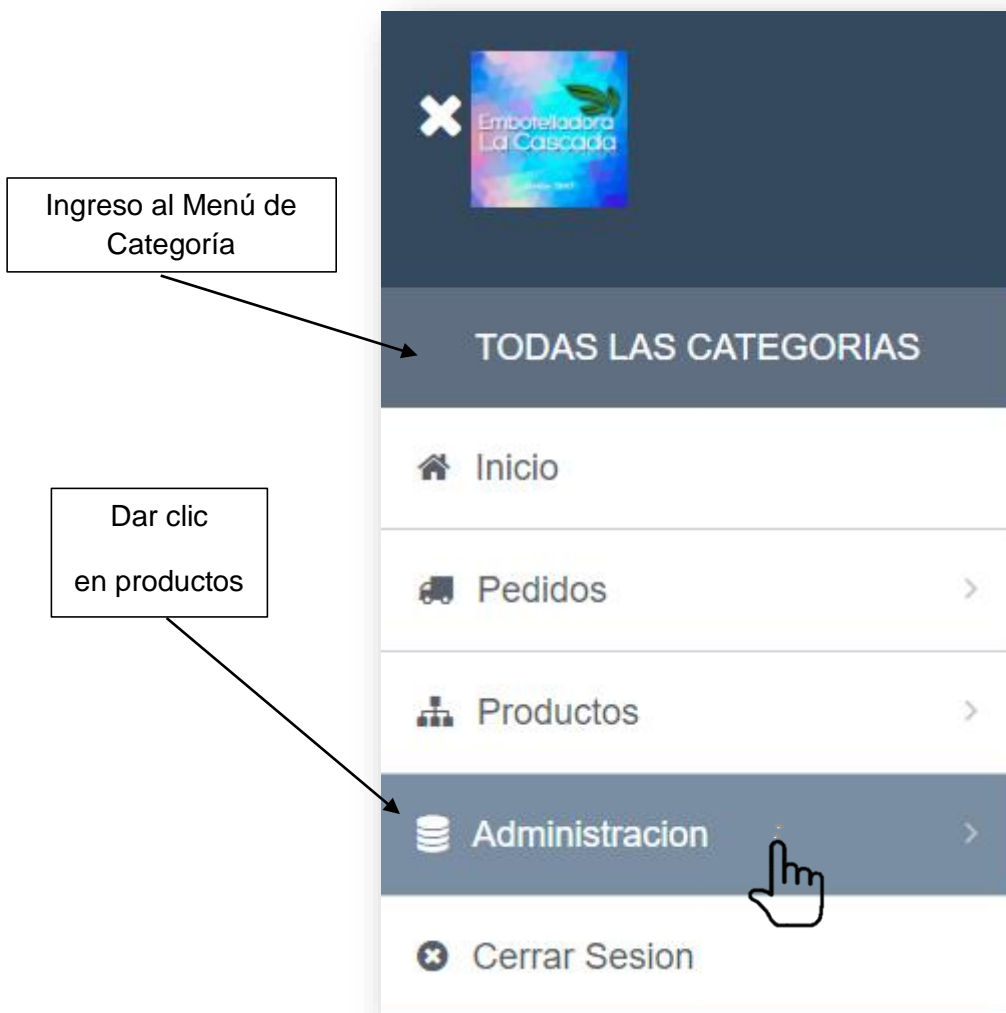 Embotelladora
La Cascada
Ingreso al Menú de
Categoría
TODAS LAS CATEGORIAS
Inicio
Dar clic
en productos
Pedidos
Productos
Administracion
Cerrar Sesion